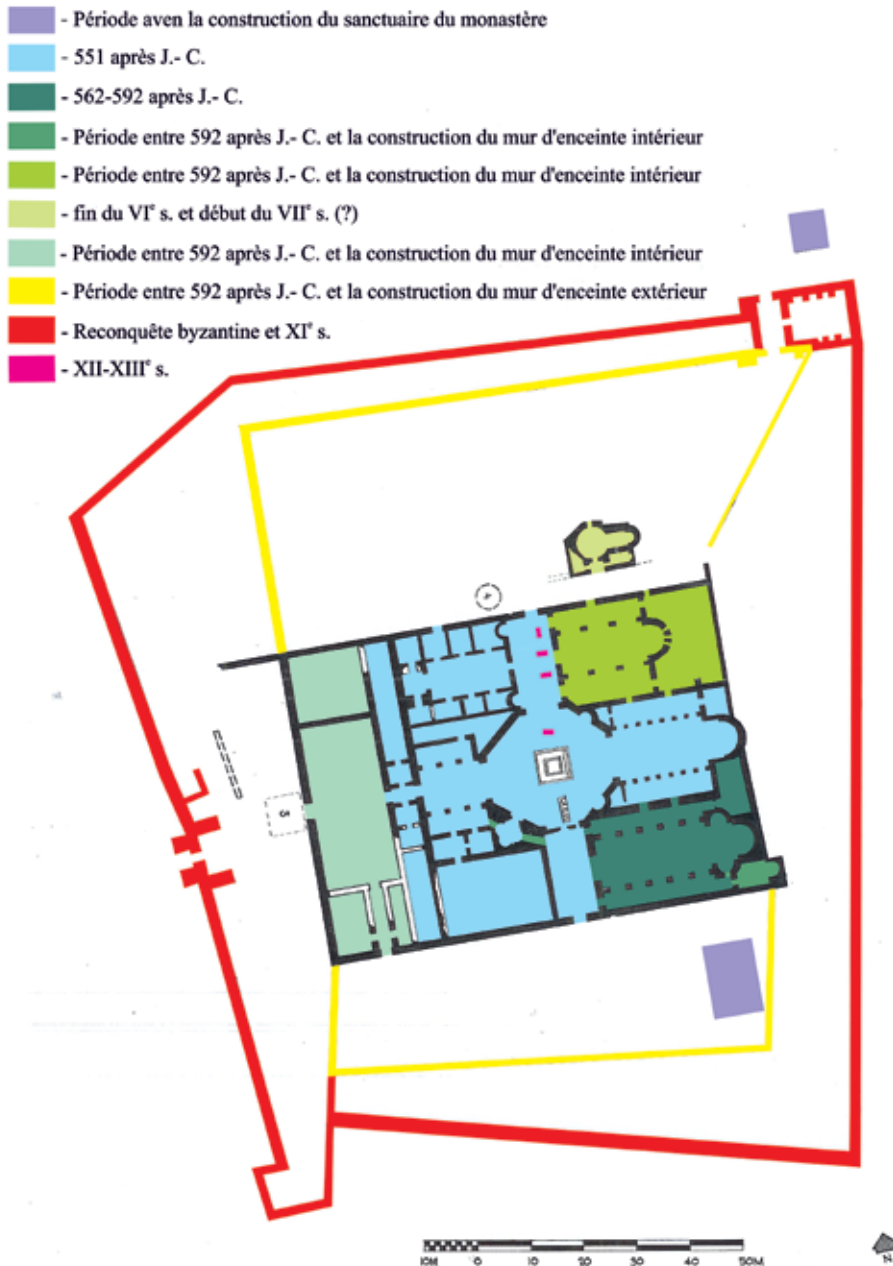 - Période aven la construction du sanctuaire du monastère
- 551 après J.- C.
- 562-592 après J.- C.
- Période entre 592 après J.- C. et la construction du mur d'enceinte intérieur
- Période entre 592 après J.- C. et la construction du mur d'enceinte intérieur
- fin du VIᵉ s. et début du VIIᵉ s. (?)
- Période entre 592 après J.- C. et la construction du mur d'enceinte intérieur
- Période entre 592 après J.- C. et la construction du mur d'enceinte extérieur
- Reconquête byzantine et XIᵉ s.
- XII-XIIIᵉ s.
10M 0 10 20 30 40 50M
N